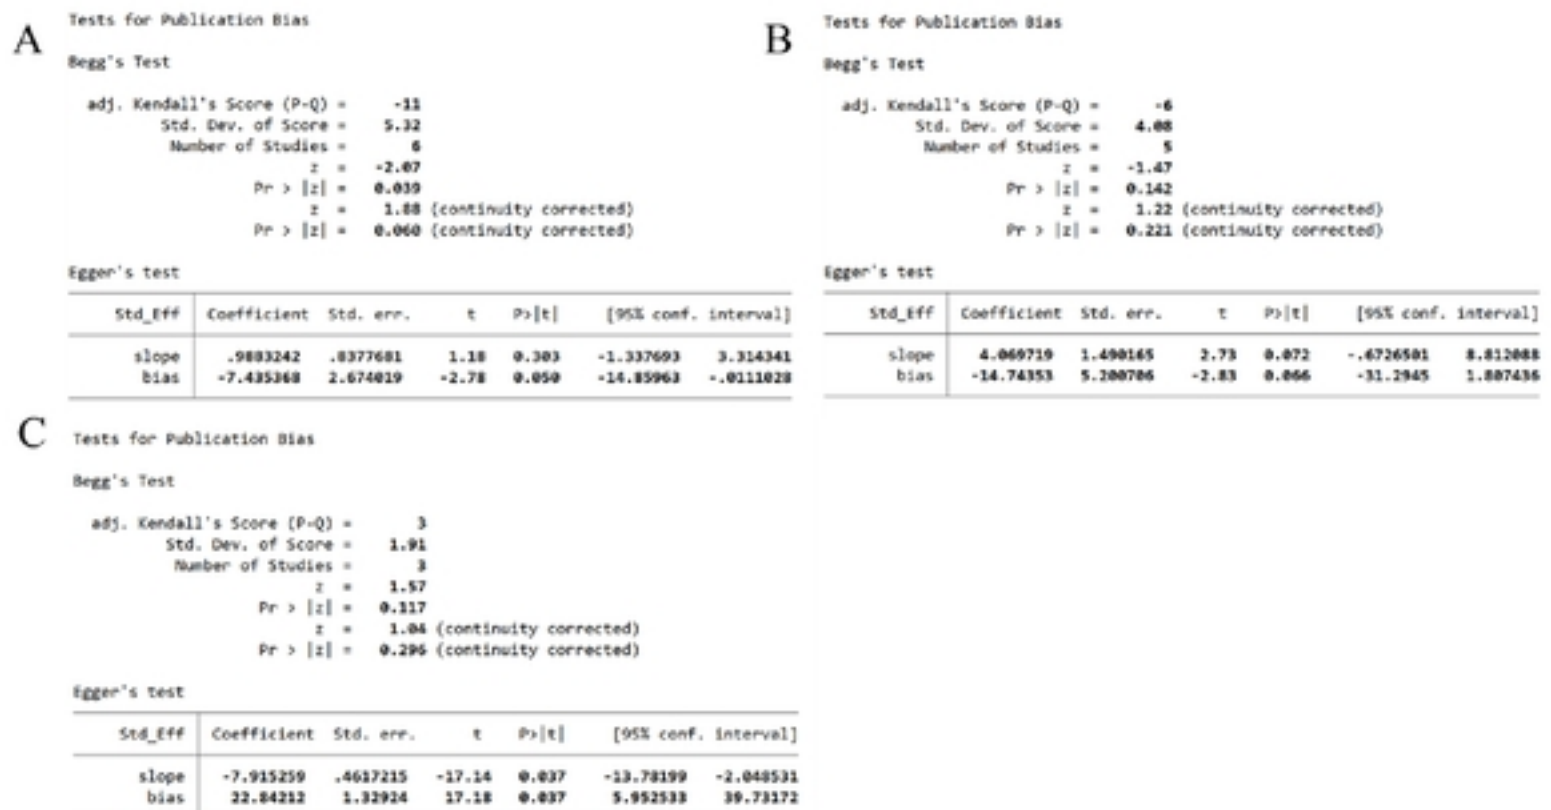 A
Tests for Publication Bias
Begg's Test
adj. Kendall's Score (P-Q) = -11
Std. Dev. of Score = 5.32
Number of Studies = 6
z = -2.07
Pr > |z| = 0.039
z = 1.88 (continuity corrected)
Pr > |z| = 0.060 (continuity corrected)
Egger's test
Std_Eff Coefficient Std. err. t P>|t| [95% conf. interval]
slope .9883242 .8377681 1.18 0.303 -1.337693 3.314341
bias -7.435368 2.674019 -2.78 0.050 -14.85963 -.0111028
B
Tests for Publication Bias
Begg's Test
adj. Kendall's Score (P-Q) = -6
Std. Dev. of Score = 4.08
Number of Studies = 5
z = -1.47
Pr > |z| = 0.142
z = 1.22 (continuity corrected)
Pr > |z| = 0.221 (continuity corrected)
Egger's test
Std_Eff Coefficient Std. err. t P>|t| [95% conf. interval]
slope 4.069719 1.490165 2.73 0.072 -.6726501 8.812088
bias -14.74353 5.200706 -2.83 0.066 -31.2945 1.807436
C
Tests for Publication Bias
Begg's Test
adj. Kendall's Score (P-Q) = 3
Std. Dev. of Score = 1.91
Number of Studies = 3
z = 1.57
Pr > |z| = 0.117
z = 1.04 (continuity corrected)
Pr > |z| = 0.296 (continuity corrected)
Egger's test
Std_Eff Coefficient Std. err. t P>|t| [95% conf. interval]
slope -7.915259 .4617215 -17.14 0.037 -13.78199 -2.048531
bias 22.84212 1.32924 17.18 0.037 5.952533 39.73172